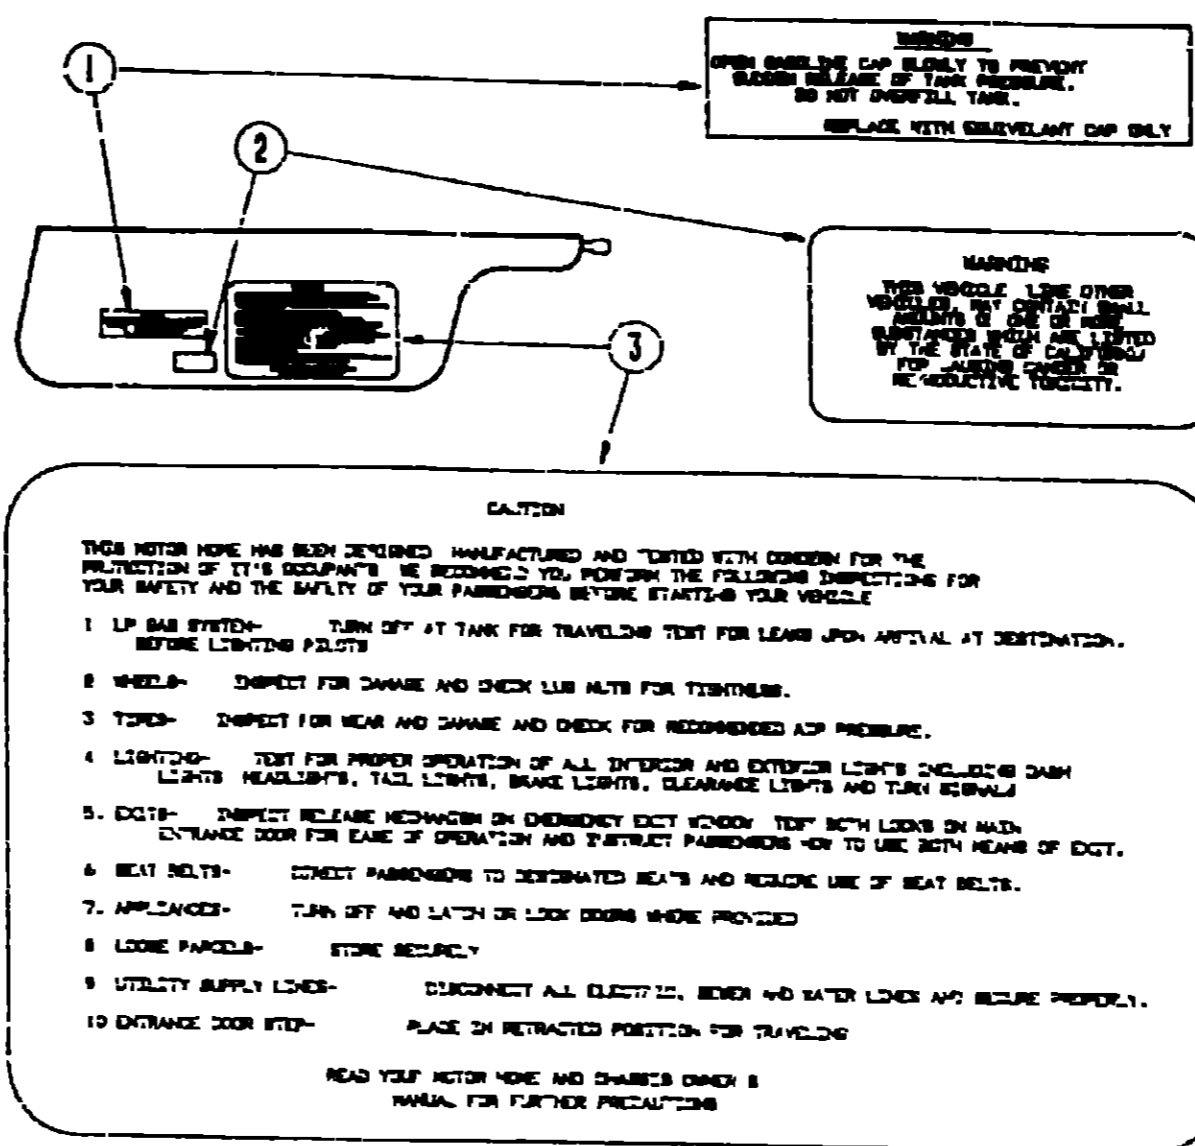 1
WARNING
OPEN GASOLINE CAP SLOWLY TO PREVENT
SUDDEN RELEASE OF TANK PRESSURE.
DO NOT OVERFILL TANK.
REPLACE WITH EQUIVELANT CAP ONLY
2
WARNING
THIS VEHICLE LIKE OTHER
VEHICLES, MAY CONTAIN SMALL
AMOUNTS OF ONE OR MORE
SUBSTANCES WHICH ARE LISTED
BY THE STATE OF CALIFORNIA
FOR CAUSING CANCER OR
REPRODUCTIVE TOXICITY.
3
CAUTION
THIS MOTOR HOME HAS BEEN DESIGNED MANUFACTURED AND TESTED WITH CONCERN FOR THE
PROTECTION OF IT'S OCCUPANTS WE RECOMMEND YOU PERFORM THE FOLLOWING INSPECTIONS FOR
YOUR SAFETY AND THE SAFETY OF YOUR PASSENGERS BEFORE STARTING YOUR VEHICLE
1 LP GAS SYSTEM- TURN OFF AT TANK FOR TRAVELING TEST FOR LEAKS UPON ARRIVAL AT DESTINATION.
BEFORE LIGHTING PILOTS
2 WHEELS- INSPECT FOR DAMAGE AND CHECK LUG NUTS FOR TIGHTNESS.
3 TIRES- INSPECT FOR WEAR AND DAMAGE AND CHECK FOR RECOMMENDED AIR PRESSURE.
4 LIGHTING- TEST FOR PROPER OPERATION OF ALL INTERIOR AND EXTERIOR LIGHTS INCLUDING DASH
LIGHTS HEADLIGHTS, TAIL LIGHTS, BRAKE LIGHTS, CLEARANCE LIGHTS AND TURN SIGNALS
5. EXITS- INSPECT RELEASE MECHANISM ON EMERGENCY EXIT WINDOW TEST BOTH LOCKS ON MAIN
ENTRANCE DOOR FOR EASE OF OPERATION AND INSTRUCT PASSENGERS HOW TO USE BOTH MEANS OF EXIT.
6 SEAT BELTS- DIRECT PASSENGERS TO DESIGNATED SEATS AND REQUIRE USE OF SEAT BELTS.
7. APPLIANCES- TURN OFF AND LATCH OR LOCK DOORS WHERE PROVIDED
8 LOOSE PARCELS- STORE SECURELY
9 UTILITY SUPPLY LINES- DISCONNECT ALL ELECTRIC, SEWER AND WATER LINES AND SECURE PROPERLY.
10 ENTRANCE DOOR STEP- PLACE IN RETRACTED POSITION FOR TRAVELING
READ YOUR MOTOR HOME AND CHASSIS OWNER S
MANUAL FOR FURTHER PRECAUTIONS